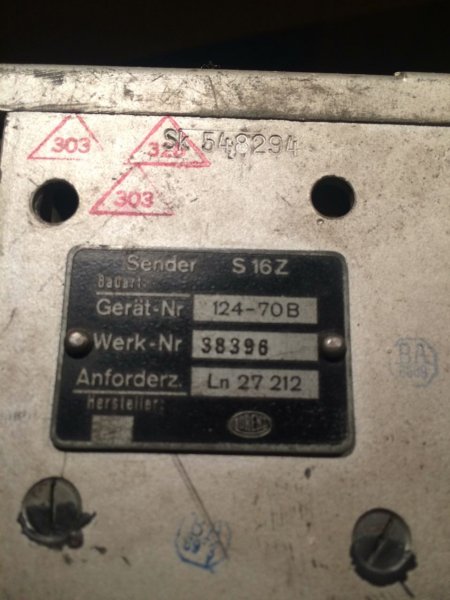 303
Sk 548294
303
Sender S 16 Z
Bauart:
Gerät-Nr 124-70B
Werk-Nr 38396
Anforderz. Ln 27 212
Hersteller: